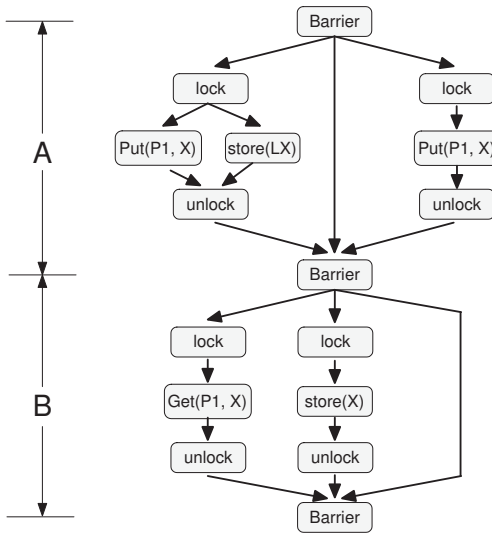 Barrier
lock
lock
Put(P1, X)
store(LX)
Put(P1, X)
A
unlock
unlock
Barrier
lock
lock
Get(P1, X)
store(X)
B
unlock
unlock
Barrier